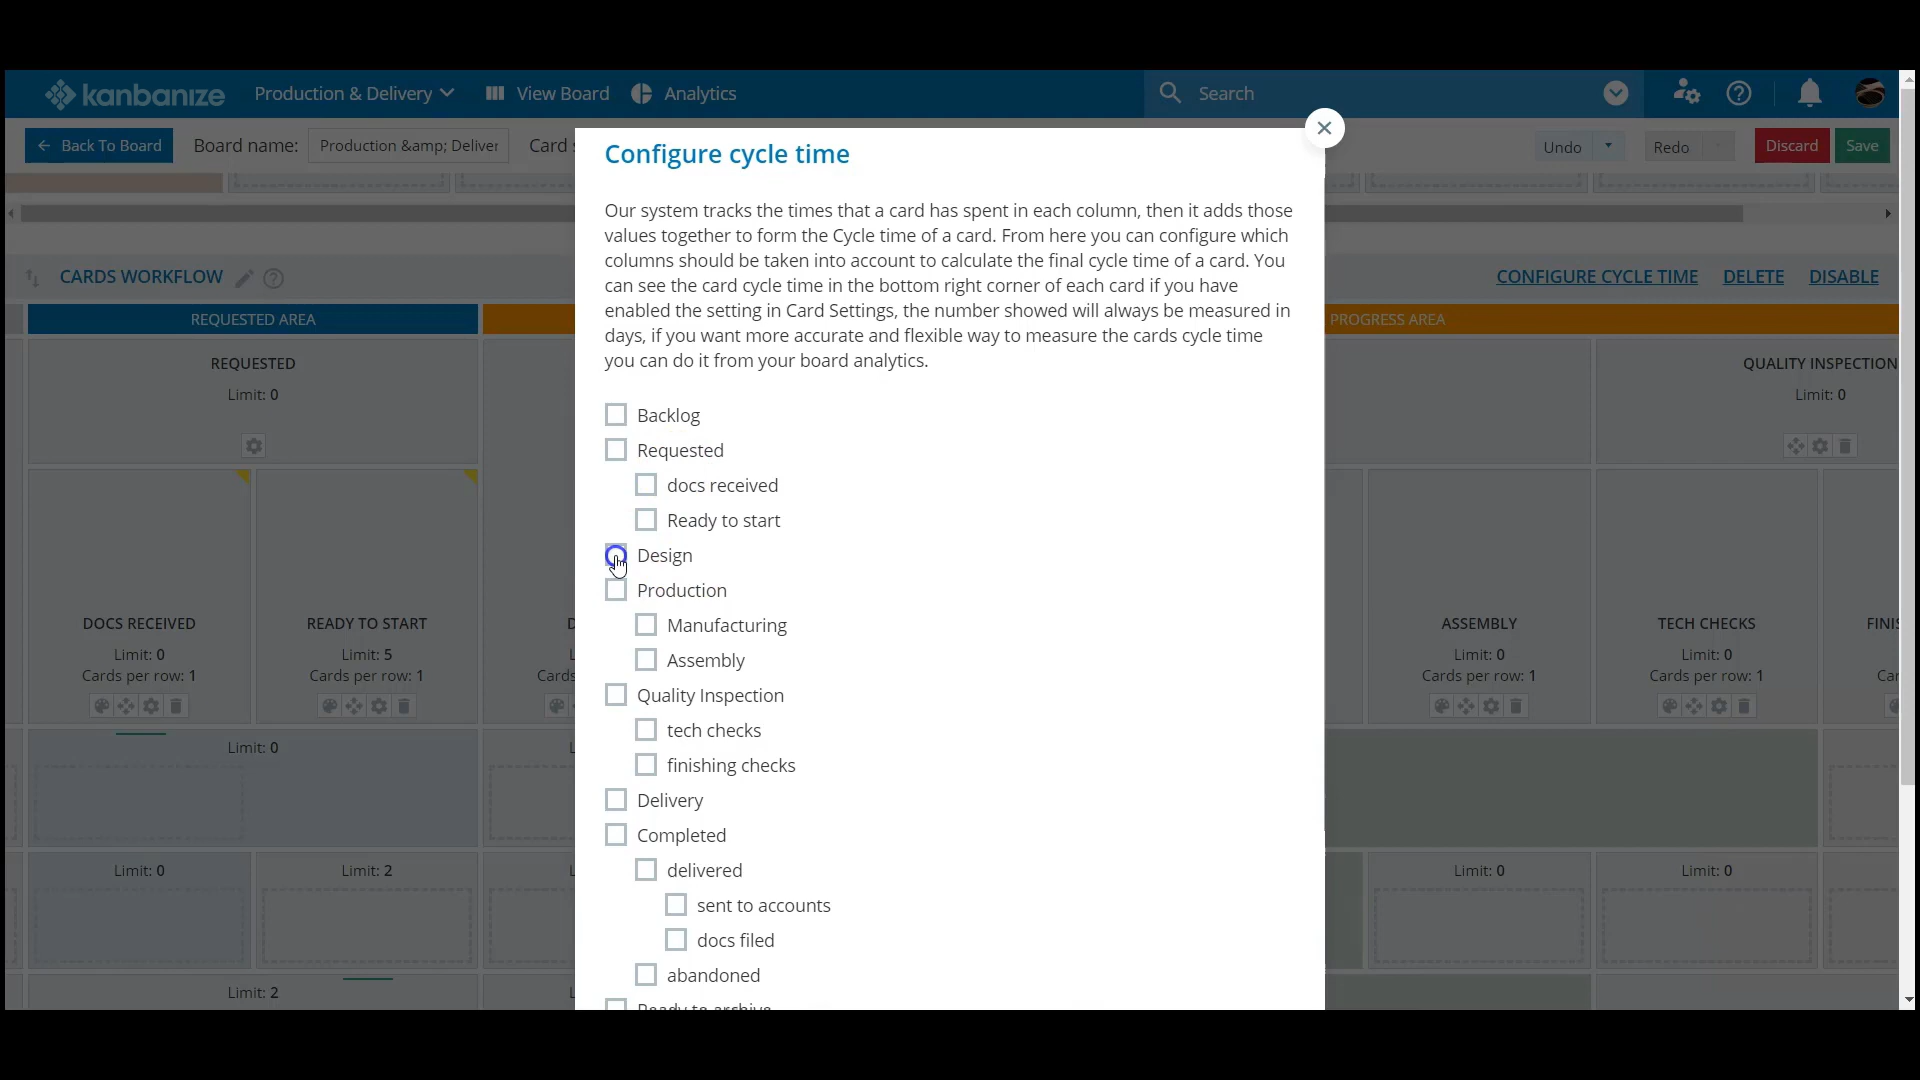 kanbanize
Production & Delivery
View Board
Analytics
Search
Back To Board
Board name:
Production &amp; Deliver
Card
Undo
Redo
Discard
Save
Configure cycle time
Our system tracks the times that a card has spent in each column, then it adds those
values together to form the Cycle time of a card. From here you can configure which
columns should be taken into account to calculate the final cycle time of a card. You
can see the card cycle time in the bottom right corner of each card if you have
enabled the setting in Card Settings, the number showed will always be measured in
days, if you want more accurate and flexible way to measure the cards cycle time
you can do it from your board analytics.
Backlog
Requested
docs received
Ready to start
Design
Production
Manufacturing
Assembly
Quality Inspection
tech checks
finishing checks
Delivery
Completed
delivered
sent to accounts
docs filed
abandoned
Ready to archive
CARDS WORKFLOW
CONFIGURE CYCLE TIME
DELETE
DISABLE
REQUESTED AREA
PROGRESS AREA
REQUESTED
Limit: 0
QUALITY INSPECTION
Limit: 0
DOCS RECEIVED
Limit: 0
Cards per row: 1
READY TO START
Limit: 5
Cards per row: 1
Cards
ASSEMBLY
Limit: 0
Cards per row: 1
TECH CHECKS
Limit: 0
Cards per row: 1
FINIS
Car
Limit: 0
Limit: 0
Limit: 2
Limit: 0
Limit: 0
Limit: 2